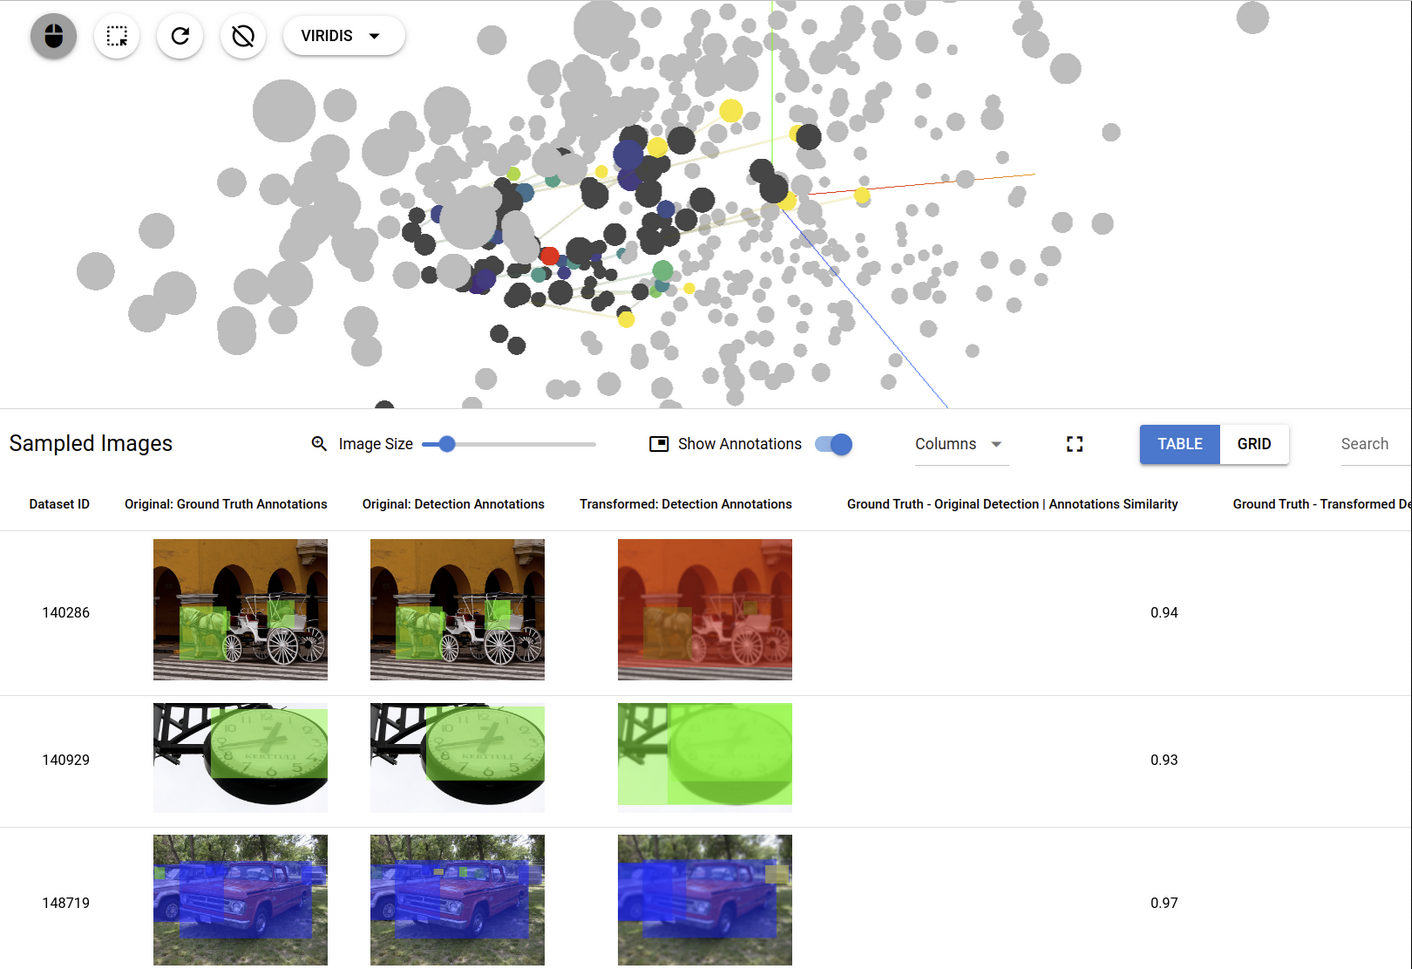 VIRIDIS
Sampled Images
Image Size
Show Annotations
Columns
TABLE
GRID
Search
Dataset ID
Original: Ground Truth Annotations
Original: Detection Annotations
Transformed: Detection Annotations
Ground Truth - Original Detection | Annotations Similarity
Ground Truth - Transformed De
140286
0.94
140929
0.93
148719
0.97